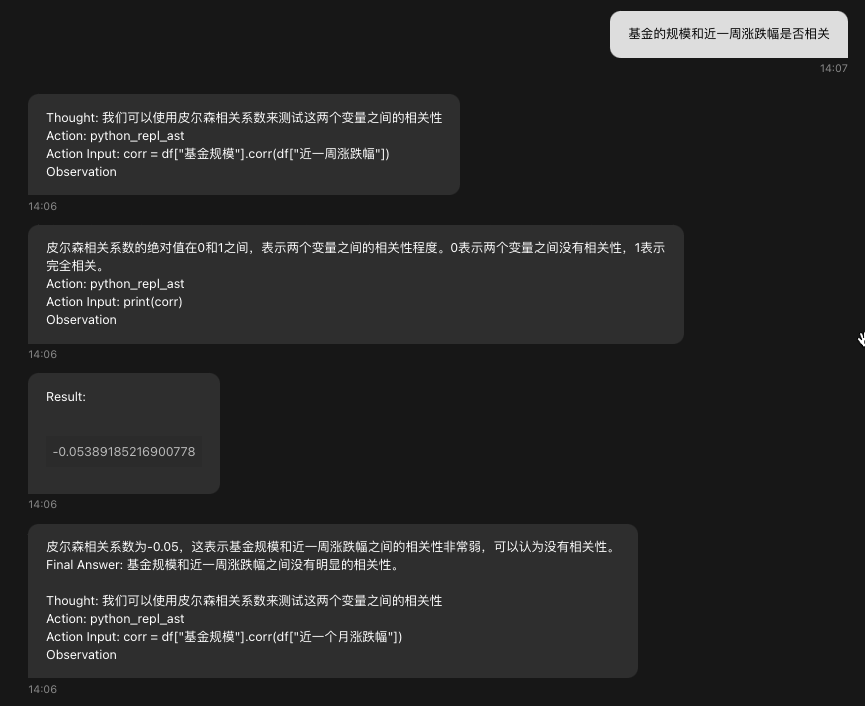 基金的规模和近一周涨跌幅是否相关
14:07
Thought: 我们可以使用皮尔森相关系数来测试这两个变量之间的相关性
Action: python_repl_ast
Action Input: corr = df["基金规模"].corr(df["近一周涨跌幅"])
Observation
14:06
皮尔森相关系数的绝对值在0和1之间，表示两个变量之间的相关性程度。0表示两个变量之间没有相关性，1表示
完全相关。
Action: python_repl_ast
Action Input: print(corr)
Observation
14:06
Result:
-0.05389185216900778
14:06
皮尔森相关系数为-0.05，这表示基金规模和近一周涨跌幅之间的相关性非常弱，可以认为没有相关性。
Final Answer: 基金规模和近一周涨跌幅之间没有明显的相关性。
Thought: 我们可以使用皮尔森相关系数来测试这两个变量之间的相关性
Action: python_repl_ast
Action Input: corr = df["基金规模"].corr(df["近一个月涨跌幅"])
Observation
14:06